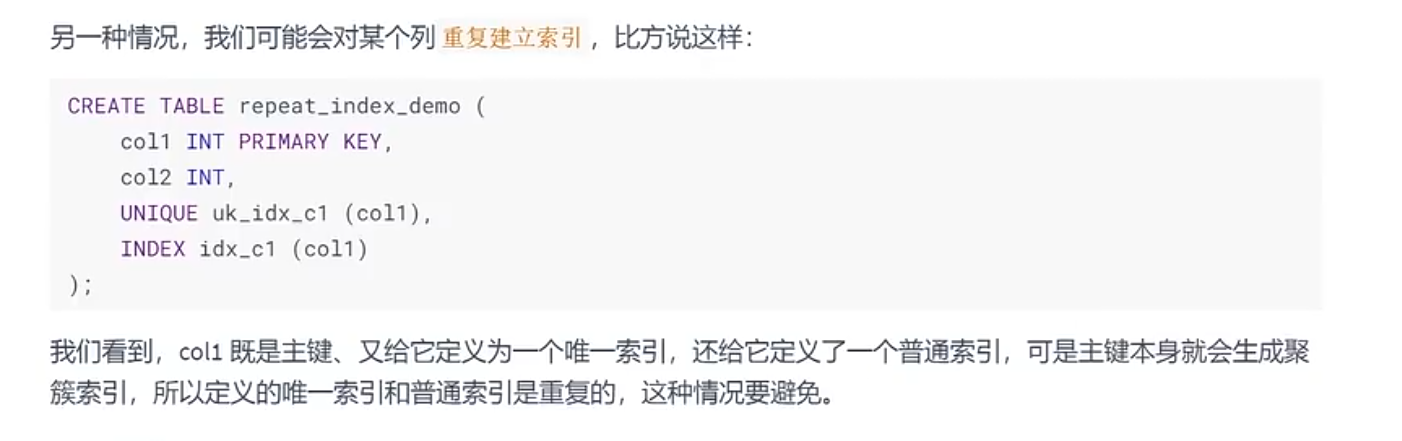 另一种情况，我们可能会对某个列 重复建立索引 ，比方说这样：
CREATE TABLE repeat_index_demo (
    col1 INT PRIMARY KEY,
    col2 INT,
    UNIQUE uk_idx_c1 (col1),
    INDEX idx_c1 (col1)
);
我们看到，col1 既是主键、又给它定义为一个唯一索引，还给它定义了一个普通索引，可是主键本身就会生成聚
簇索引，所以定义的唯一索引和普通索引是重复的，这种情况要避免。